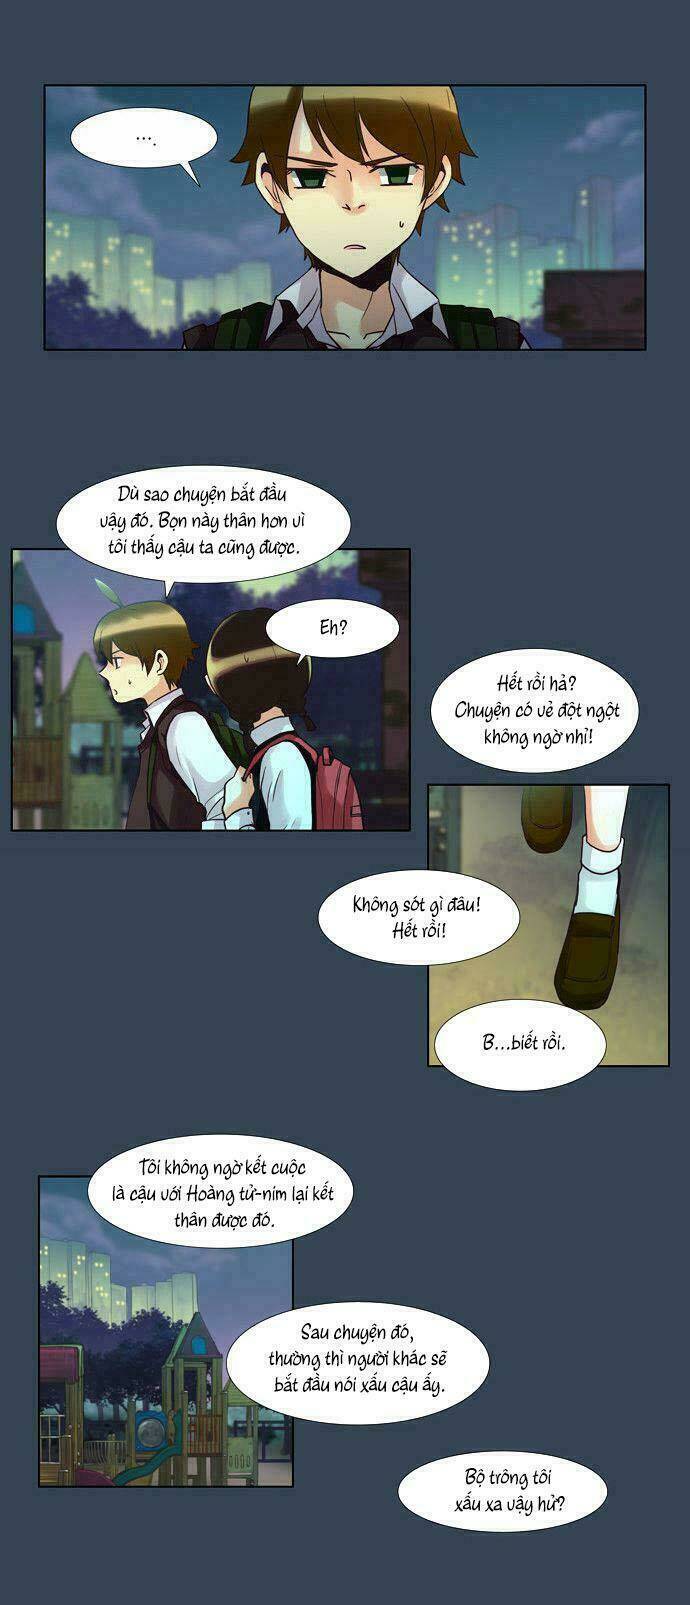 ....
Dù sao chuyện bắt đầu
vậy đó. Bọn này thân hơn vì
tôi thấy cậu ta cũng được.
Eh?
Hết rồi hả?
Chuyện có vẻ đột ngột
không ngờ nhỉ!
Không sót gì đâu!
Hết rồi!
B...biết rồi.
Tôi không ngờ kết cuộc
là cậu với Hoàng tử-nim lại kết
thân được đó.
Sau chuyện đó,
thường thì người khác sẽ
bắt đầu nói xấu cậu ấy.
Bộ trông tôi
xấu xa vậy hử?